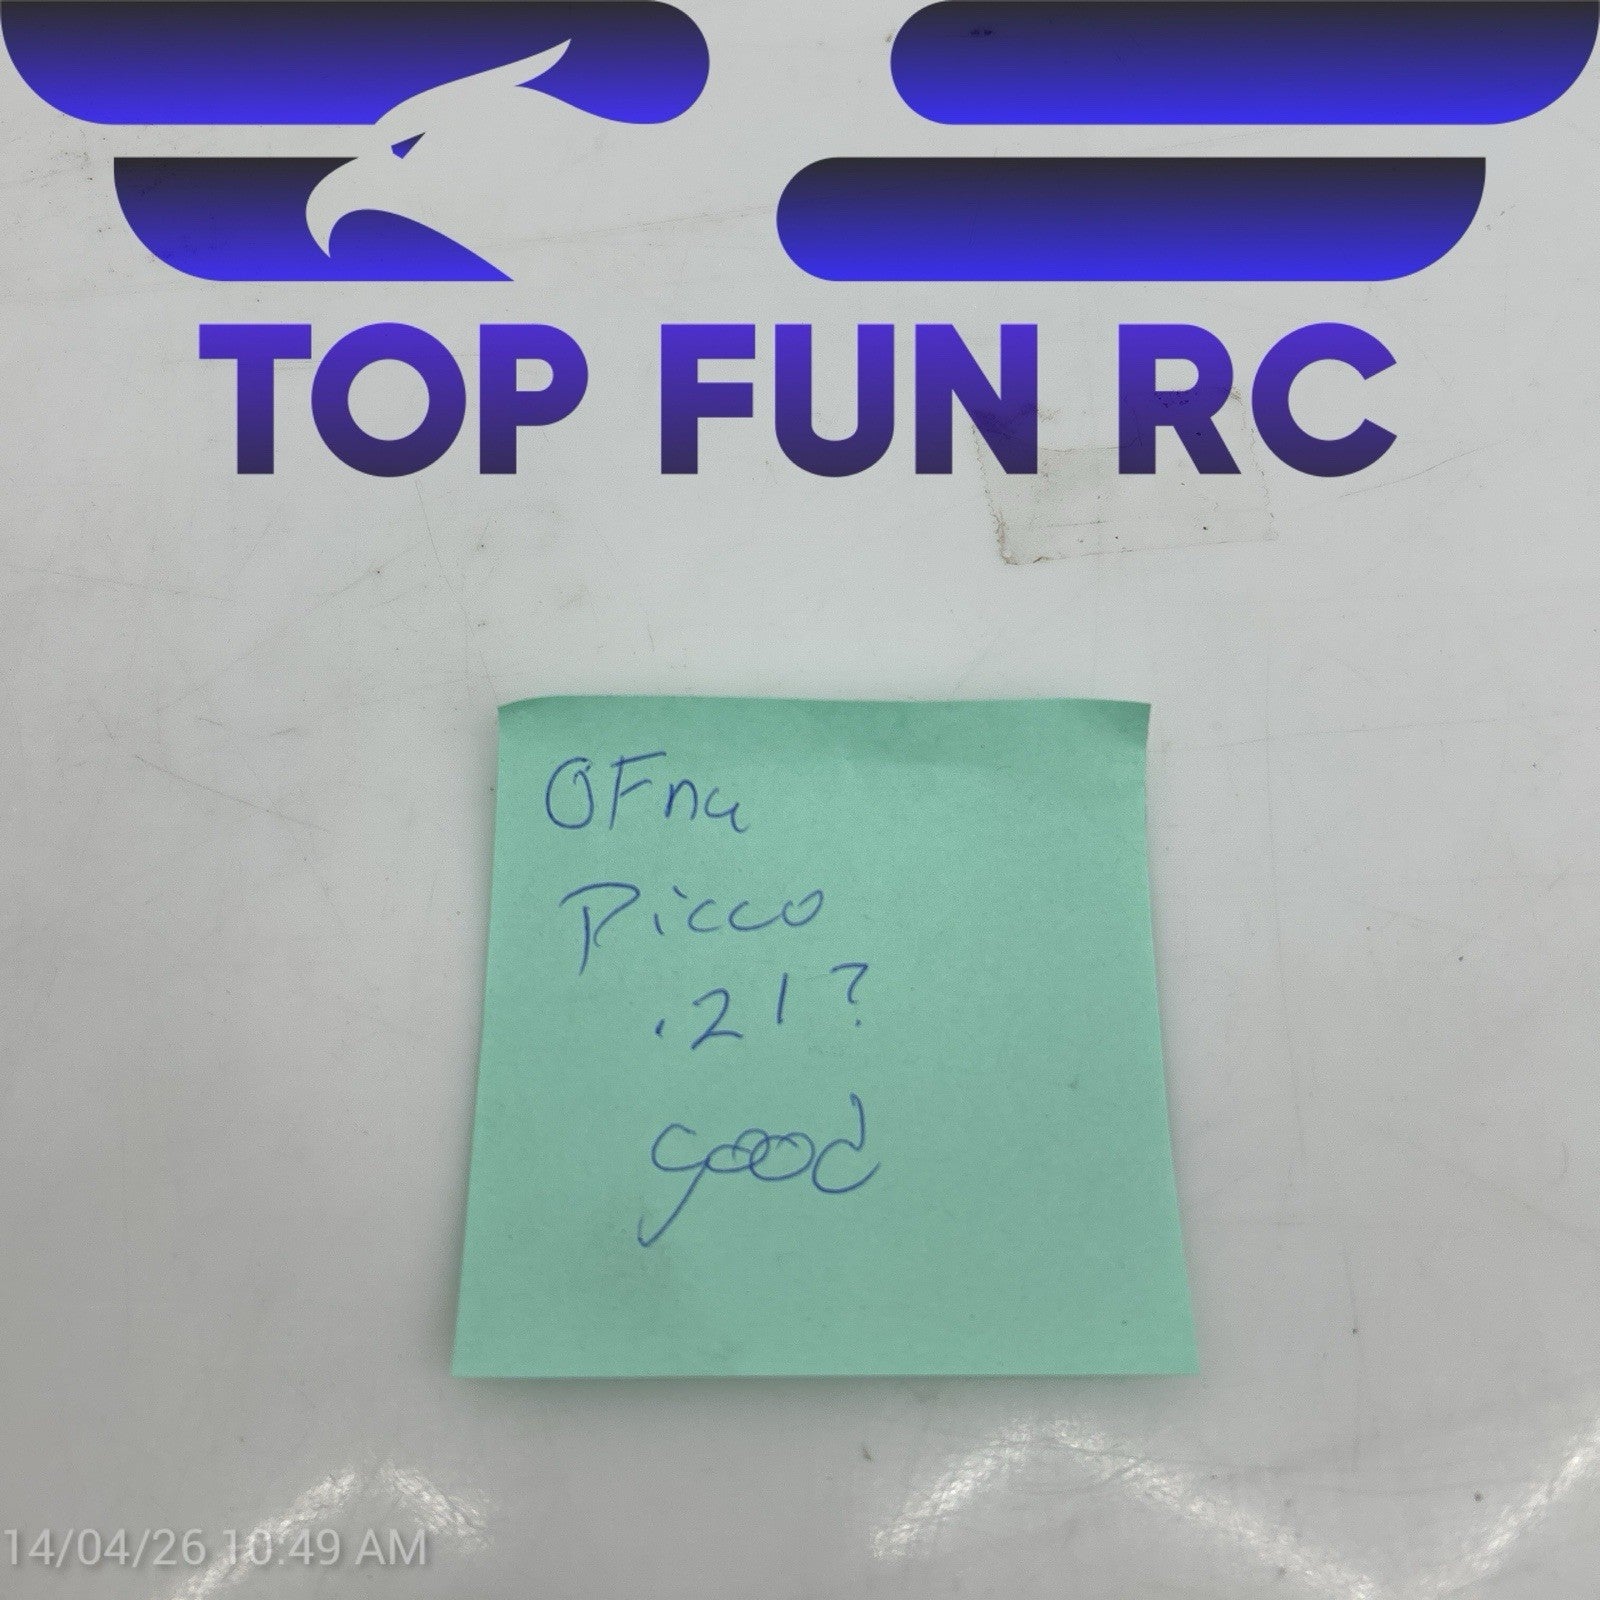 TOP FUN RC
OFna
Picco
.21?
good
14/04/26 10:49 AM